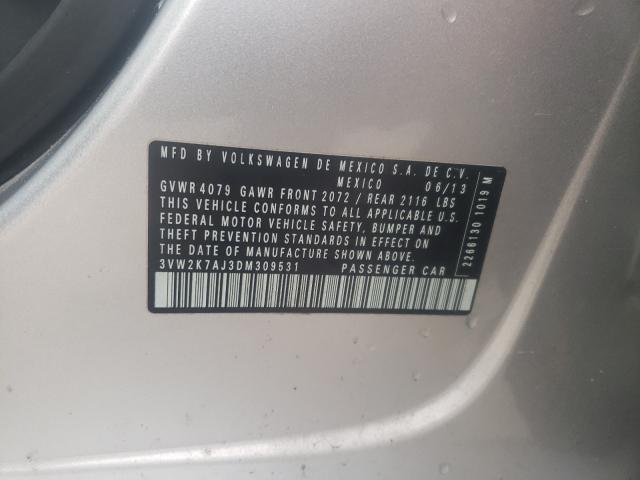 MFD BY VOLKSWAGEN DE MEXICO S.A. DE C.V.
MEXICO 06/13
GVWR 4079 GAWR FRONT 2072 / REAR 2116 LBS
THIS VEHICLE CONFORMS TO ALL APPLICABLE U.S.
FEDERAL MOTOR VEHICLE SAFETY, BUMPER AND
THEFT PREVENTION STANDARDS IN EFFECT ON
THE DATE OF MANUFACTURE SHOWN ABOVE.
3VW2K7AJ3DM309531 PASSENGER CAR
2266130 1019 M